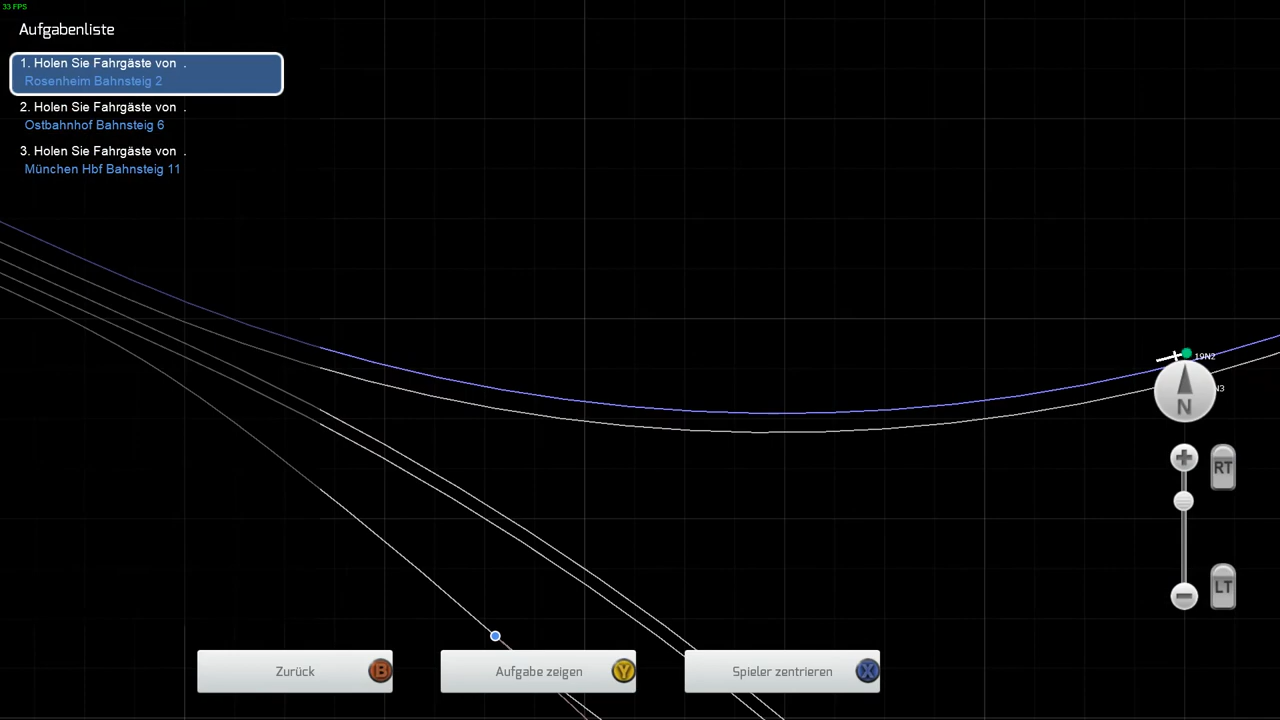 33 FPS
Aufgabenliste
1. Holen Sie Fahrgäste von .
Rosenheim Bahnsteig 2
2. Holen Sie Fahrgäste von .
Ostbahnhof Bahnsteig 6
3. Holen Sie Fahrgäste von .
München Hbf Bahnsteig 11
19N2
N3
N
RT
LT
Zurück B
Aufgabe zeigen Y
Spieler zentrieren X